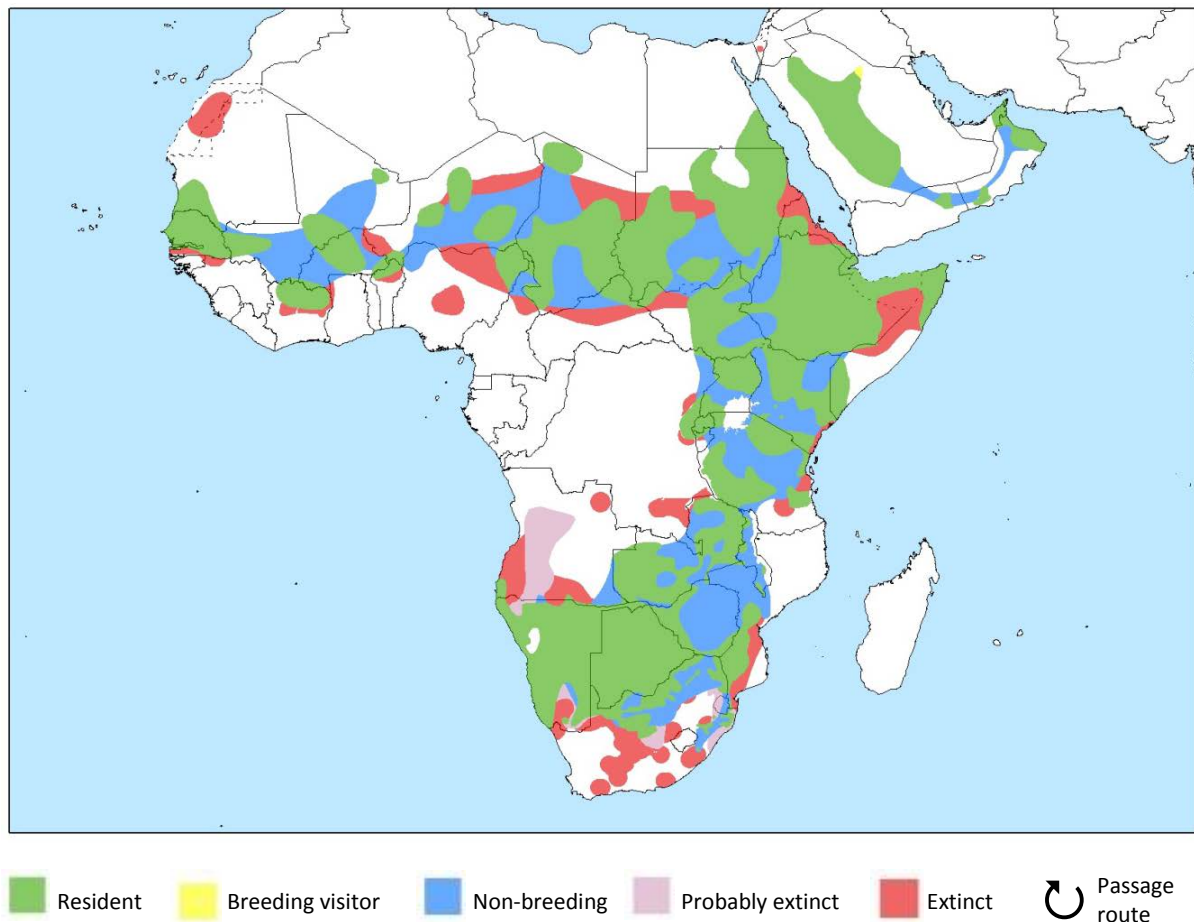 Resident
Breeding visitor
Non-breeding
Probably extinct
Extinct
Passage
route